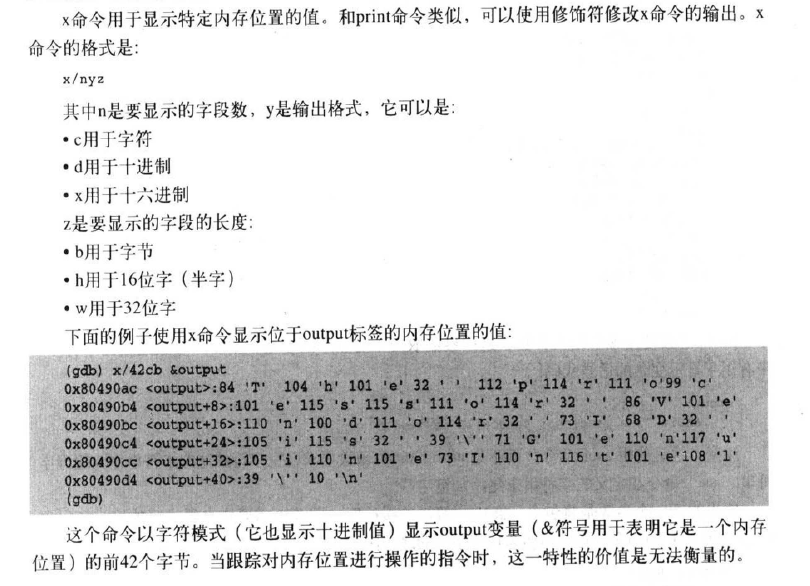 x命令用于显示特定内存位置的值。和print命令类似，可以使用修饰符修改x命令的输出。x
命令的格式是:
x/nyz
其中n是要显示的字段数，y是输出格式，它可以是:
• c用于字符
• d用于十进制
• x用于十六进制
z是要显示的字段的长度:
• b用于字节
• h用于16位字（半字）
• w用于32位字
下面的例子使用x命令显示位于output标签的内存位置的值:
(gdb) x/42cb &output
0x80490ac <output>:84 'T' 104 'h' 101 'e' 32 ' ' 112 'p' 114 'r' 111 'o'99 'c'
0x80490b4 <output+8>:101 'e' 115 's' 115 's' 111 'o' 114 'r' 32 ' ' 86 'V' 101 'e'
0x80490bc <output+16>:110 'n' 100 'd' 111 'o' 114 'r' 32 ' ' 73 'I' 68 'D' 32 ' '
0x80490c4 <output+24>:105 'i' 115 's' 32 ' ' 39 '\'' 71 'G' 101 'e' 110 'n'117 'u'
0x80490cc <output+32>:105 'i' 110 'n' 101 'e' 73 'I' 110 'n' 116 't' 101 'e'108 'l'
0x80490d4 <output+40>:39 '\'' 10 '\n'
(gdb)
这个命令以字符模式（它也显示十进制值）显示output变量（&符号用于表明它是一个内存
位置）的前42个字节。当跟踪对内存位置进行操作的指令时，这一特性的价值是无法衡量的。